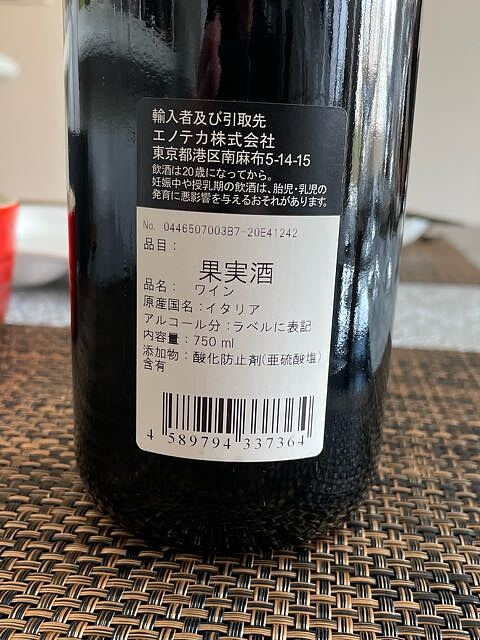 輸入者及び引取先
エノテカ株式会社
東京都港区南麻布5-14-15
飲酒は20歳になってから。
妊娠中や授乳期の飲酒は、胎児・乳児の
発育に悪影響を与えるおそれがあります。
No. 0446507003B7-20E41242
品目：
果実酒
品名： ワイン
原産国名：イタリア
アルコール分：ラベルに表記
内容量：750 ml
添加物：酸化防止剤(亜硫酸塩)
含有
4 589794 337364